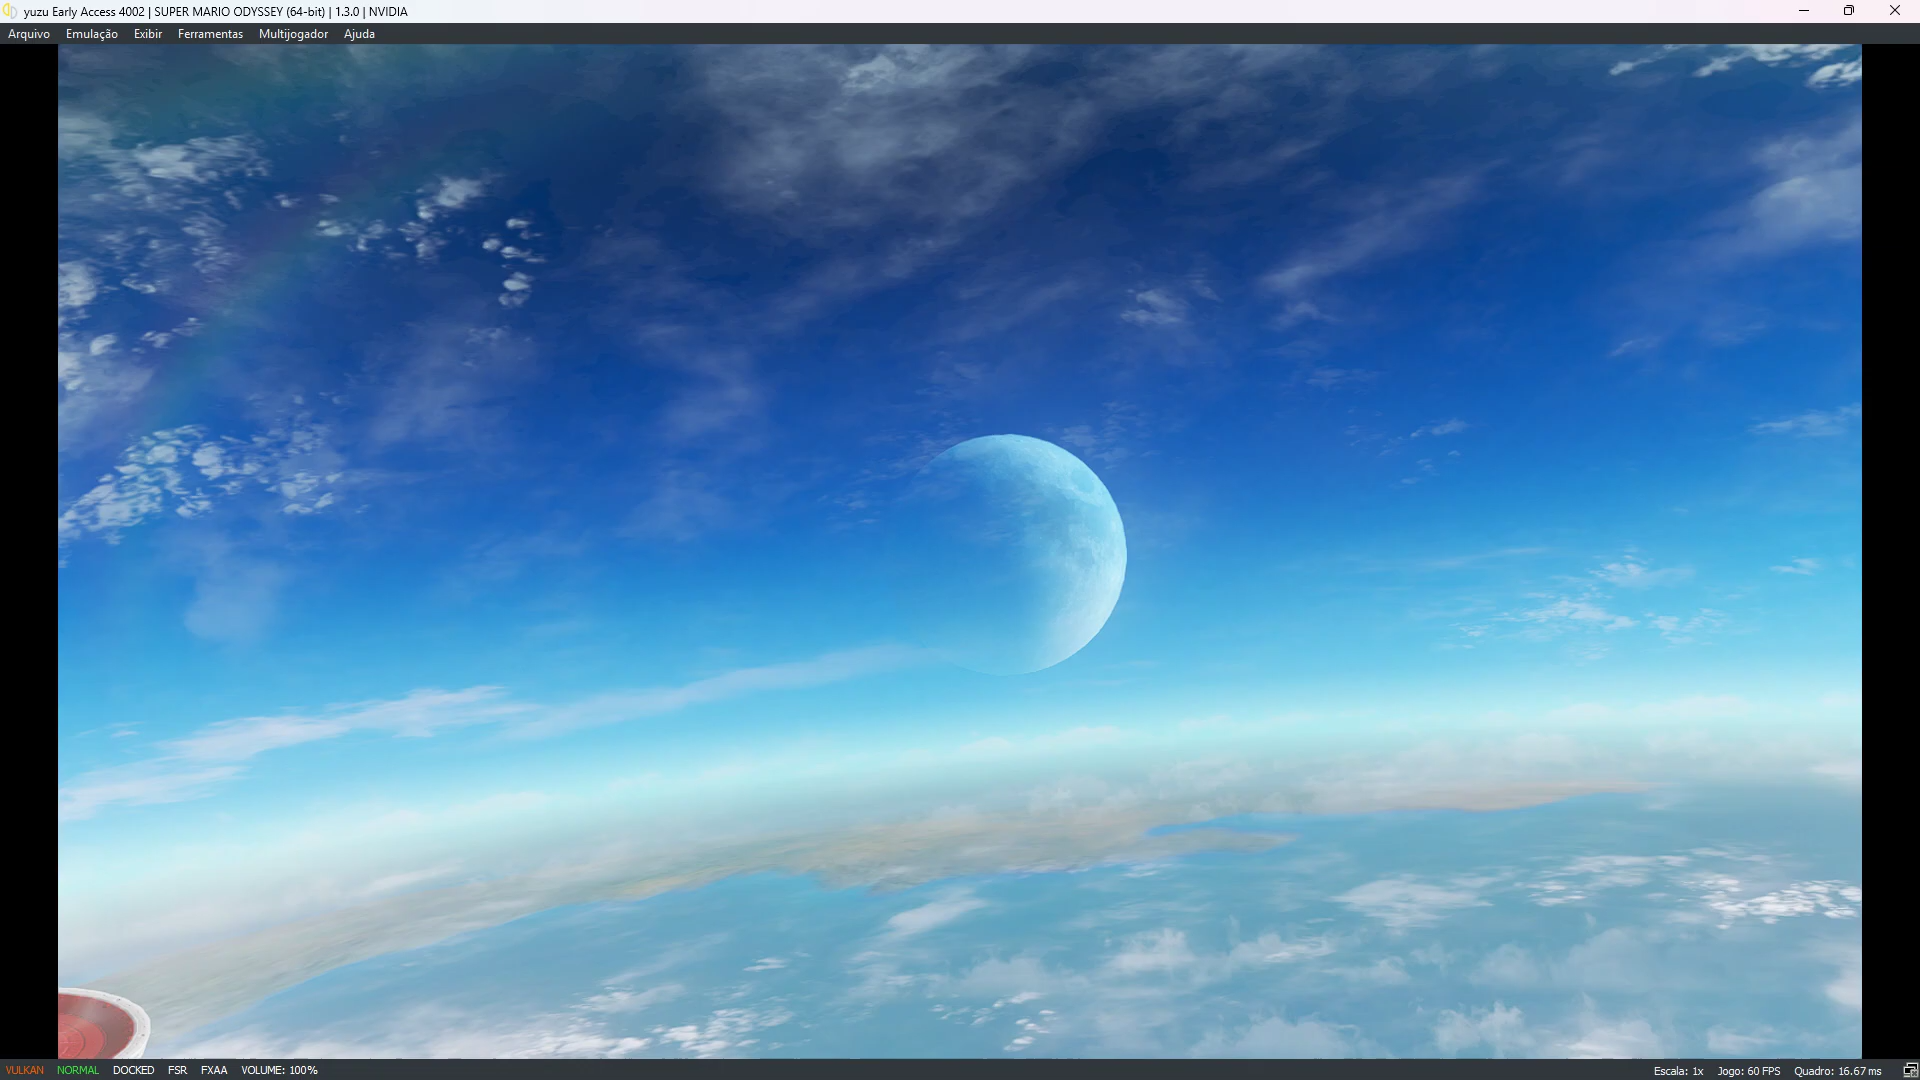 yuzu Early Access 4002 | SUPER MARIO ODYSSEY (64-bit) | 1.3.0 | NVIDIA
Arquivo Emulação Exibir Ferramentas Multijogador Ajuda
VULKAN NORMAL DOCKED FSR FXAA VOLUME: 100% Escala: 1x Jogo: 60 FPS Quadro: 16.67 ms